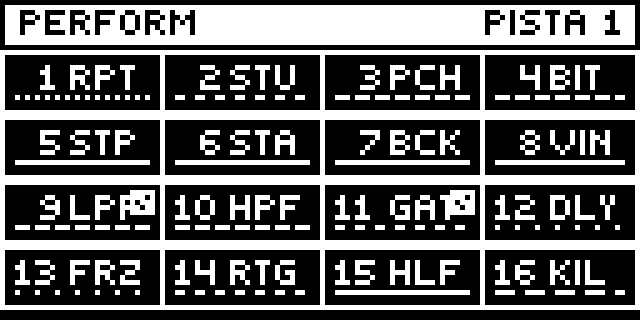 PERFORM PISTA 1
1 RPT 2 STU 3 PCH 4 BIT
5 STP 6 STA 7 BCK 8 VIN
9 LPF 10 HPF 11 GAT 12 DLY
13 FRZ 14 RTG 15 HLF 16 KIL